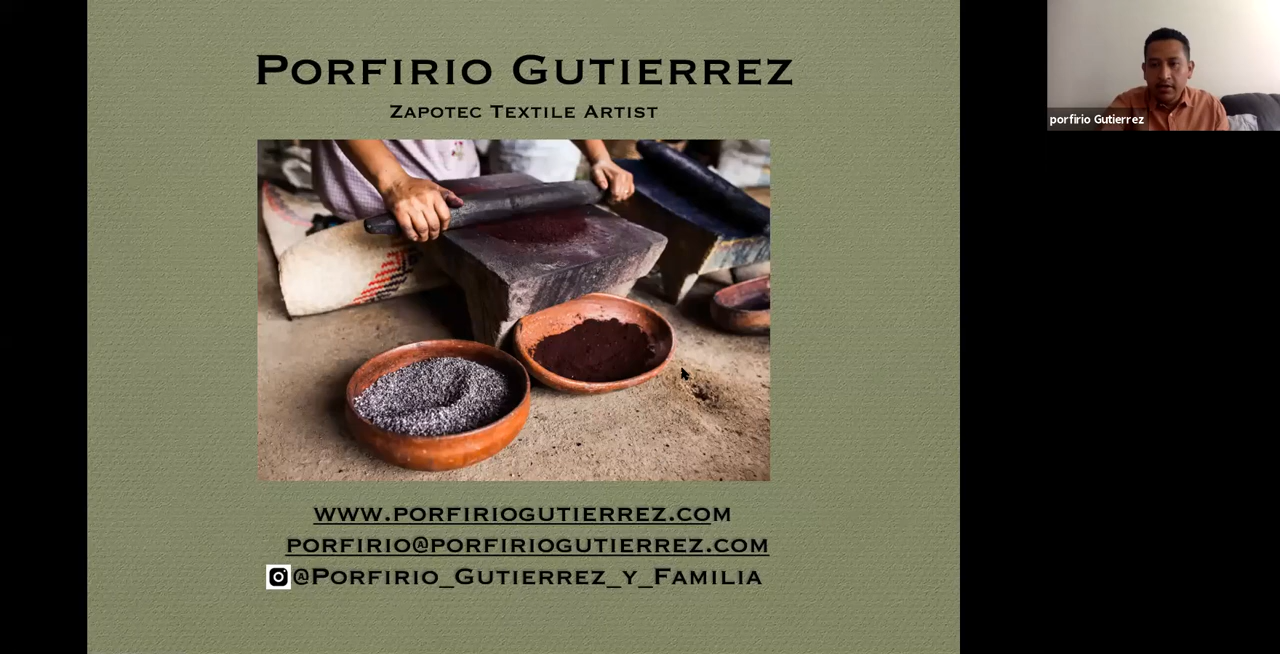 Porfirio Gutierrez
Zapotec Textile Artist
www.porfiriogutierrez.com
porfirio@porfiriogutierrez.com
@Porfirio_Gutierrez_y_Familia
porfirio Gutierrez